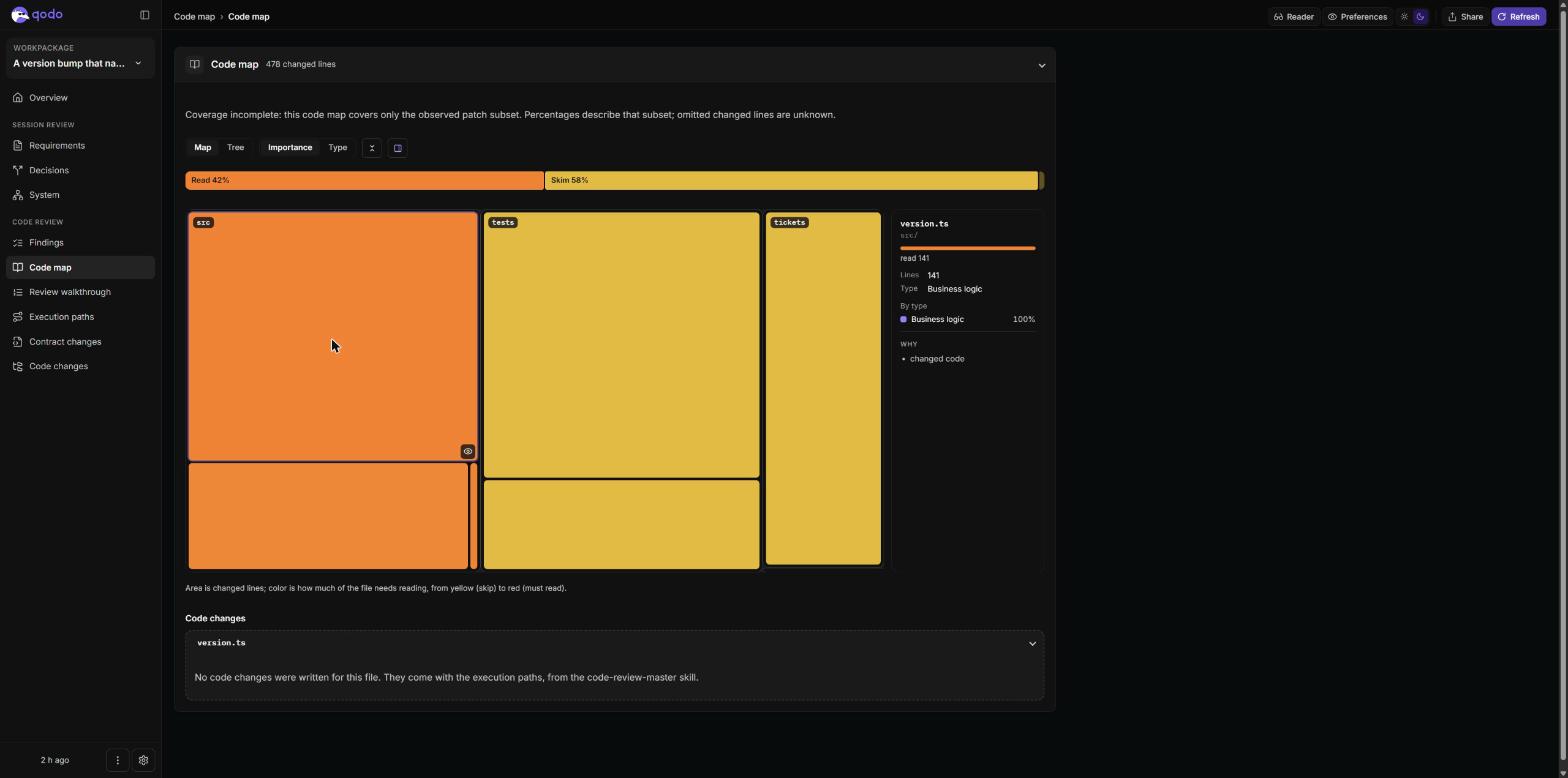 qodo
WORKPACKAGE
A version bump that na...
Overview
SESSION REVIEW
Requirements
Decisions
System
CODE REVIEW
Findings
Code map
Review walkthrough
Execution paths
Contract changes
Code changes
2 h ago
Code map › Code map
Reader
Preferences
Share
Refresh
Code map 478 changed lines
Coverage incomplete: this code map covers only the observed patch subset. Percentages describe that subset; omitted changed lines are unknown.
Map Tree Importance Type
Read 42% Skim 58%
src tests tickets
version.ts
src/
read 141
Lines 141
Type Business logic
By type
Business logic 100%
WHY
• changed code
Area is changed lines; color is how much of the file needs reading, from yellow (skip) to red (must read).
Code changes
version.ts
No code changes were written for this file. They come with the execution paths, from the code-review-master skill.